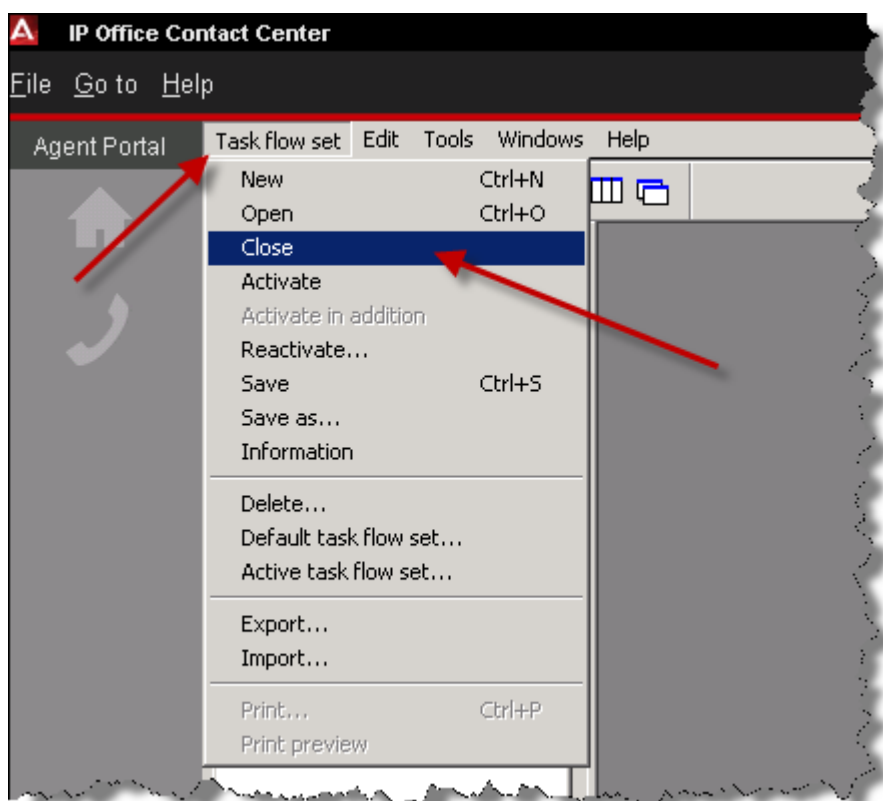 IP Office Contact Center
File Go to Help
Agent Portal Task flow set Edit Tools Windows Help
New Ctrl+N
Open Ctrl+O
Close
Activate
Activate in addition
Reactivate...
Save Ctrl+S
Save as...
Information
Delete...
Default task flow set...
Active task flow set...
Export...
Import...
Print... Ctrl+P
Print preview